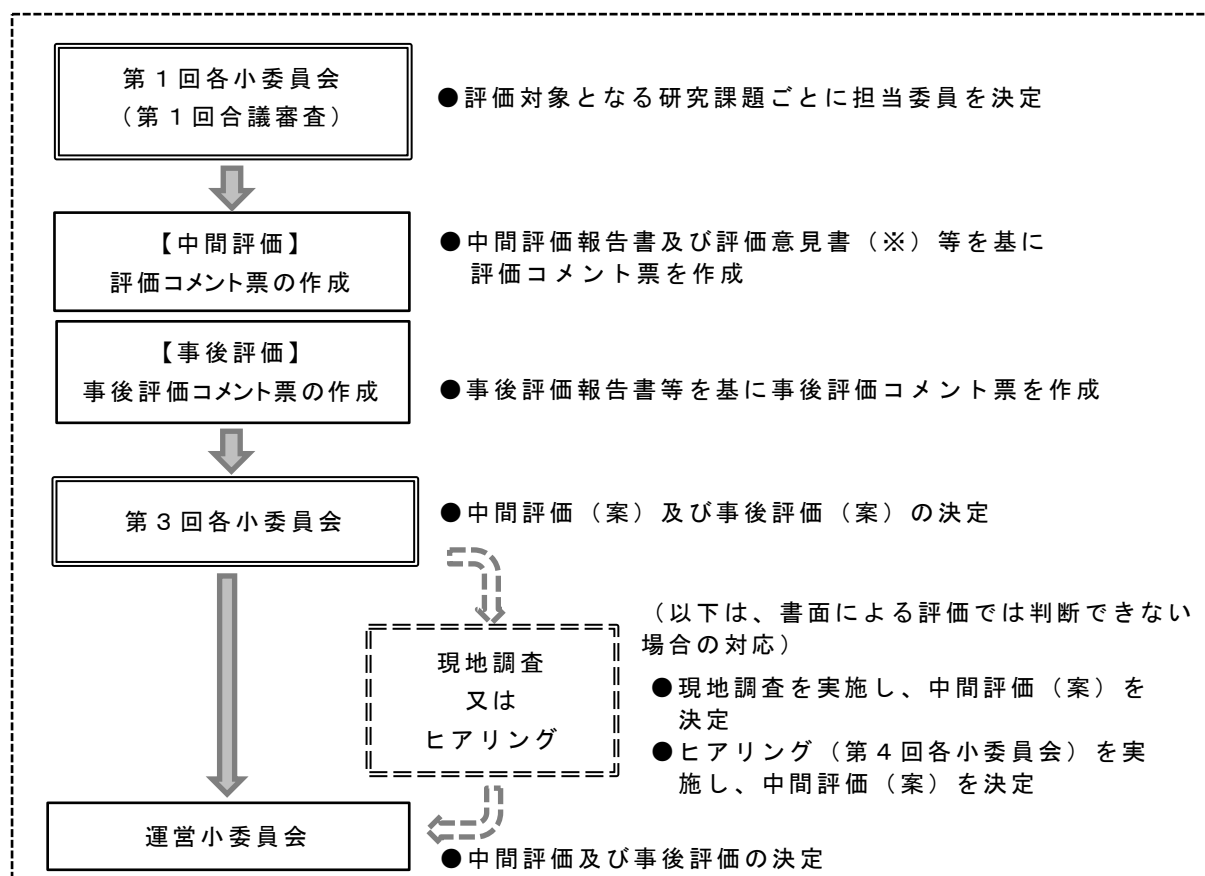 第1回各小委員会
(第1回合議審査)
●評価対象となる研究課題ごとに担当委員を決定
【中間評価】
評価コメント票の作成
●中間評価報告書及び評価意見書(※)等を基に
評価コメント票を作成
【事後評価】
事後評価コメント票の作成
●事後評価報告書等を基に事後評価コメント票を作成
第3回各小委員会
●中間評価(案)及び事後評価(案)の決定
現地調査
又は
ヒアリング
(以下は、書面による評価では判断できない
場合の対応)
●現地調査を実施し、中間評価(案)を
決定
●ヒアリング(第4回各小委員会)を実
施し、中間評価(案)を決定
運営小委員会
●中間評価及び事後評価の決定